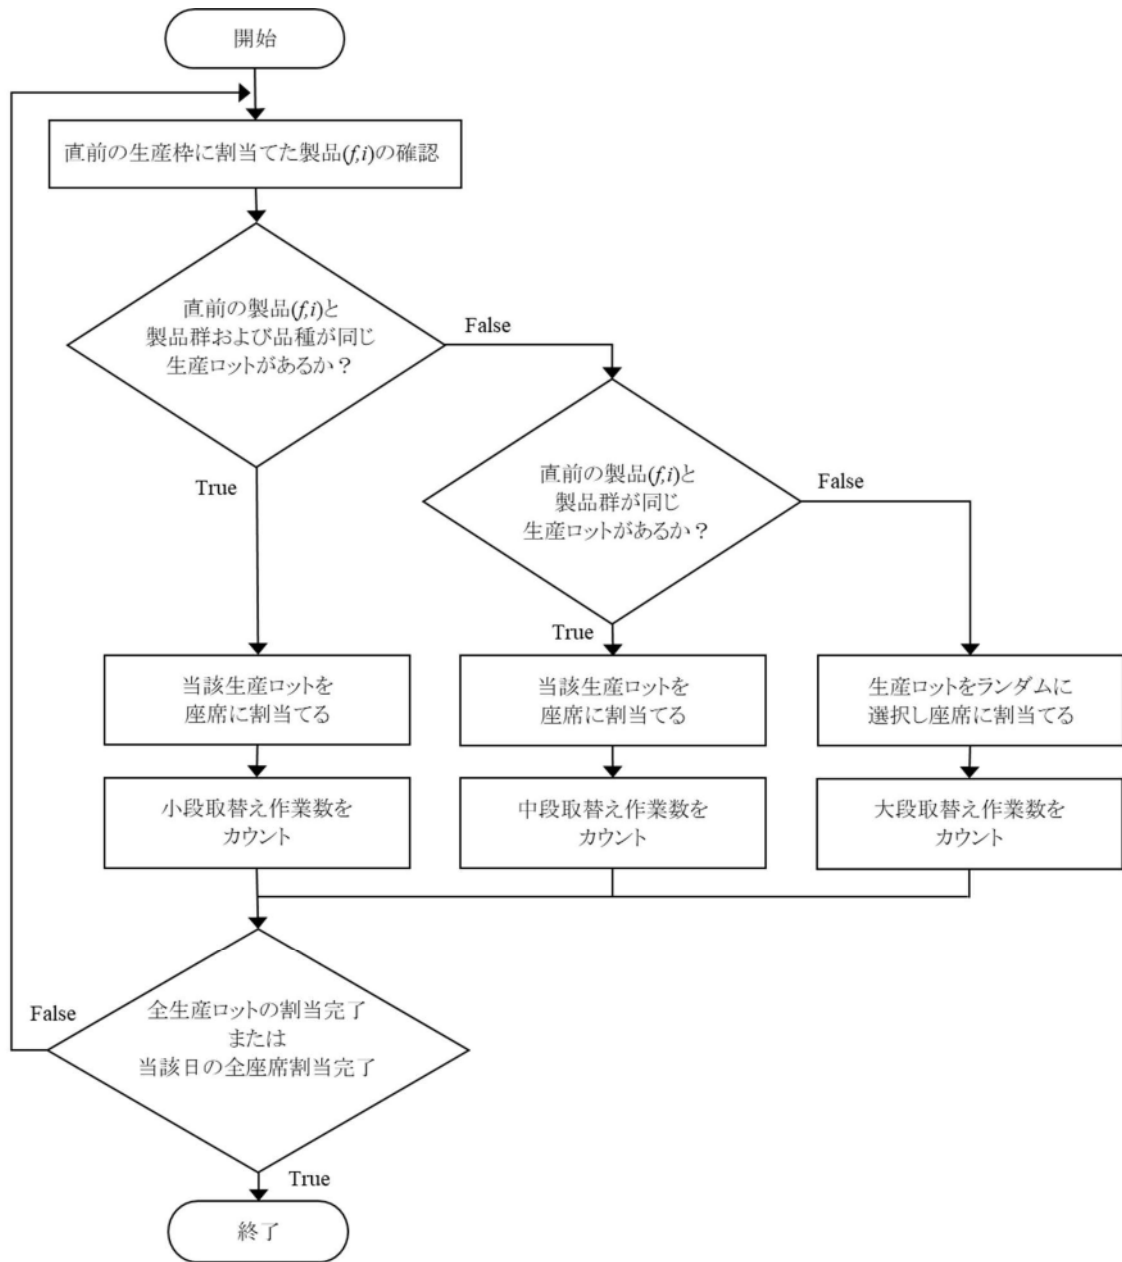 開始
直前の生産枠に割当てた製品(f,i)の確認
直前の製品(f,i)と
製品群および品種が同じ
生産ロットがあるか？
False
True
直前の製品(f,i)と
製品群が同じ
生産ロットがあるか？
False
True
当該生産ロットを
座席に割当てる
当該生産ロットを
座席に割当てる
生産ロットをランダムに
選択し座席に割当てる
小段取替え作業数を
カウント
中段取替え作業数を
カウント
大段取替え作業数を
カウント
全生産ロットの割当完了
または
当該日の全座席割当完了
False
True
終了